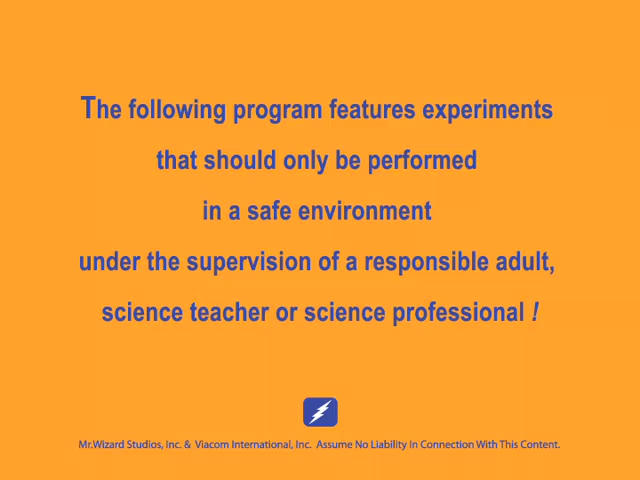 The following program features experiments
that should only be performed
in a safe environment
under the supervision of a responsible adult,
science teacher or science professional !
Mr.Wizard Studios, Inc. & Viacom International, Inc. Assume No Liability In Connection With This Content.